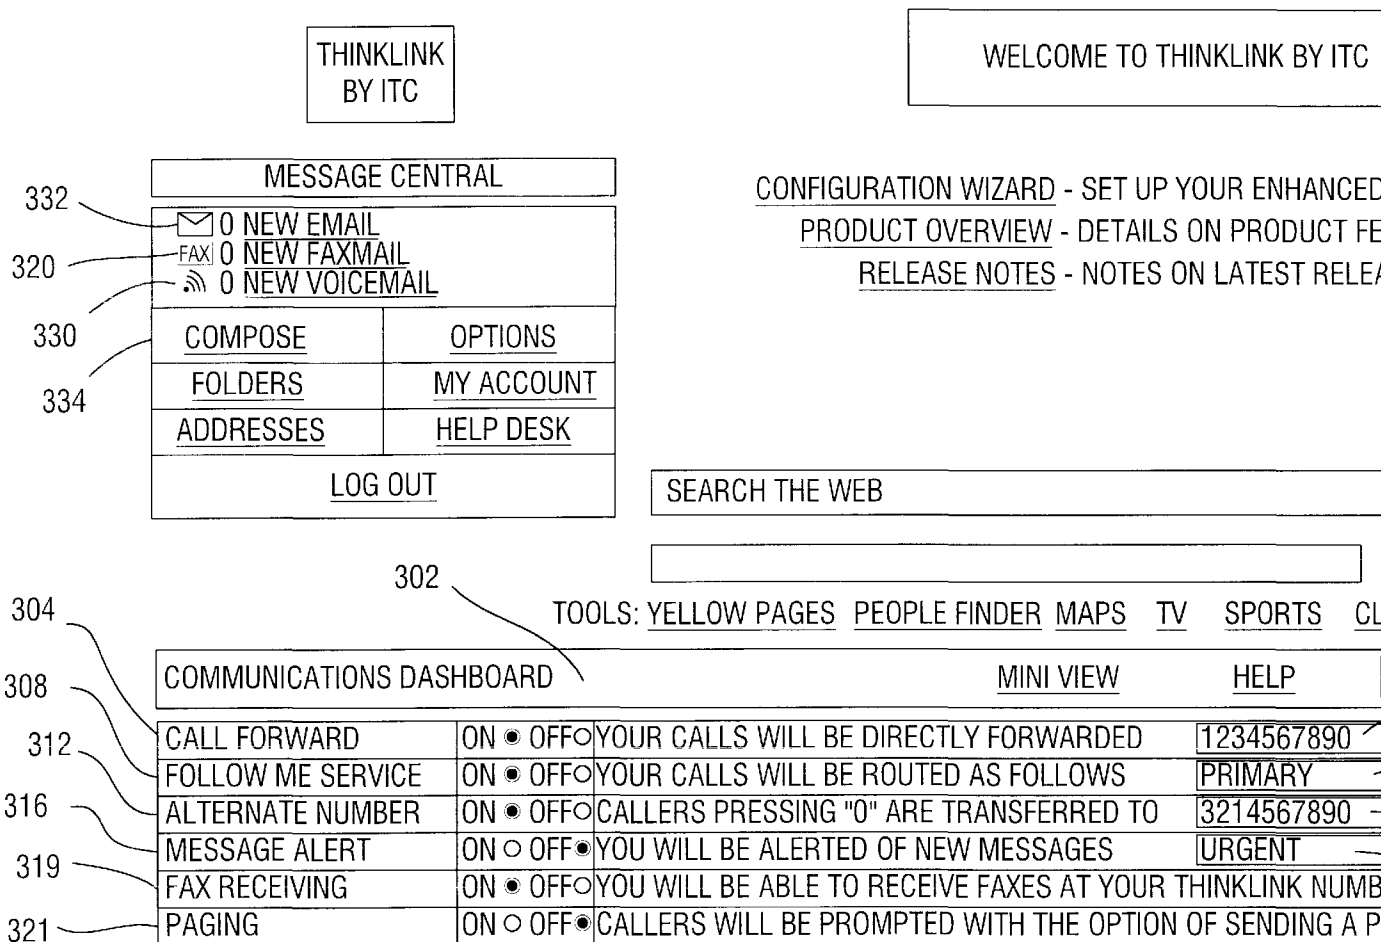 THINKLINK
BY ITC
WELCOME TO THINKLINK BY ITC
MESSAGE CENTRAL
332
0 NEW EMAIL
320
FAX 0 NEW FAXMAIL
330
0 NEW VOICEMAIL
334
COMPOSE OPTIONS
FOLDERS MY ACCOUNT
ADDRESSES HELP DESK
LOG OUT
CONFIGURATION WIZARD - SET UP YOUR ENHANCED
PRODUCT OVERVIEW - DETAILS ON PRODUCT FE
RELEASE NOTES - NOTES ON LATEST RELEA
SEARCH THE WEB
302
TOOLS: YELLOW PAGES PEOPLE FINDER MAPS TV SPORTS CL
COMMUNICATIONS DASHBOARD MINI VIEW HELP
304
CALL FORWARD ON OFF YOUR CALLS WILL BE DIRECTLY FORWARDED 1234567890
308
FOLLOW ME SERVICE ON OFF YOUR CALLS WILL BE ROUTED AS FOLLOWS PRIMARY
312
ALTERNATE NUMBER ON OFF CALLERS PRESSING "0" ARE TRANSFERRED TO 3214567890
316
MESSAGE ALERT ON OFF YOU WILL BE ALERTED OF NEW MESSAGES URGENT
319
FAX RECEIVING ON OFF YOU WILL BE ABLE TO RECEIVE FAXES AT YOUR THINKLINK NUMB
321
PAGING ON OFF CALLERS WILL BE PROMPTED WITH THE OPTION OF SENDING A P